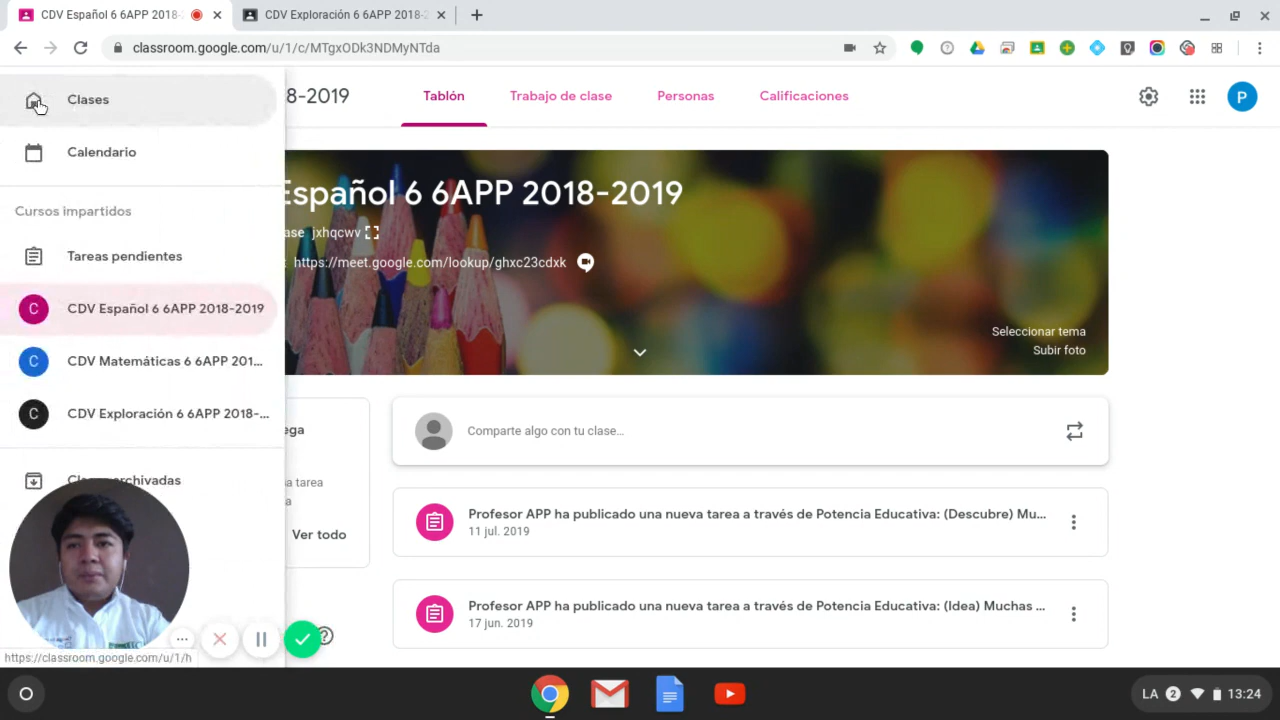 CDV Español 6 6APP 2018-
CDV Exploración 6 6APP 2018-2
classroom.google.com/u/1/c/MTgxODk3NDMyNTda
Clases
8-2019
Tablón
Trabajo de clase
Personas
Calificaciones
P
Calendario
Español 6 6APP 2018-2019
Cursos impartidos
ase jxhqcwv
https://meet.google.com/lookup/ghxc23cdxk
Tareas pendientes
C CDV Español 6 6APP 2018-2019
Seleccionar tema
Subir foto
C CDV Matemáticas 6 6APP 201...
C CDV Exploración 6 6APP 2018-...
ega
Comparte algo con tu clase...
a tarea
a
Ver todo
Profesor APP ha publicado una nueva tarea a través de Potencia Educativa: (Descubre) Mu...
11 jul. 2019
Profesor APP ha publicado una nueva tarea a través de Potencia Educativa: (Idea) Muchas ...
17 jun. 2019
https://classroom.google.com/u/1/h
LA 2 13:24